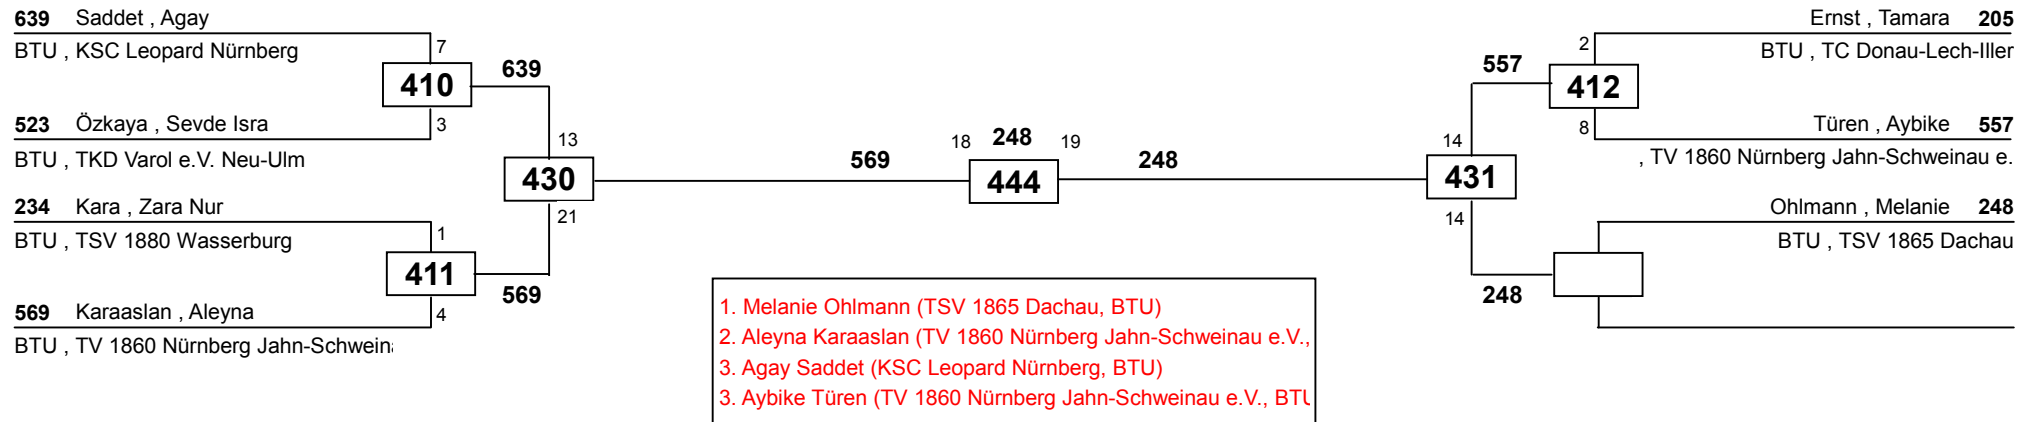 639 Saddet , Agay
BTU , KSC Leopard Nürnberg
7
410
639
3
523 Özkaya , Sevde Isra
BTU , TKD Varol e.V. Neu-Ulm
13
430
21
234 Kara , Zara Nur
BTU , TSV 1880 Wasserburg
1
411
569
4
569 Karaaslan , Aleyna
BTU , TV 1860 Nürnberg Jahn-Schwein
569
18 248 19
444
248
Ernst , Tamara 205
BTU , TC Donau-Lech-Iller
2
557
412
8
Türen , Aybike 557
, TV 1860 Nürnberg Jahn-Schweinau e.
14
431
14
Ohlmann , Melanie 248
BTU , TSV 1865 Dachau
248
1. Melanie Ohlmann (TSV 1865 Dachau, BTU)
2. Aleyna Karaaslan (TV 1860 Nürnberg Jahn-Schweinau e.V.,
3. Agay Saddet (KSC Leopard Nürnberg, BTU)
3. Aybike Türen (TV 1860 Nürnberg Jahn-Schweinau e.V., BTU